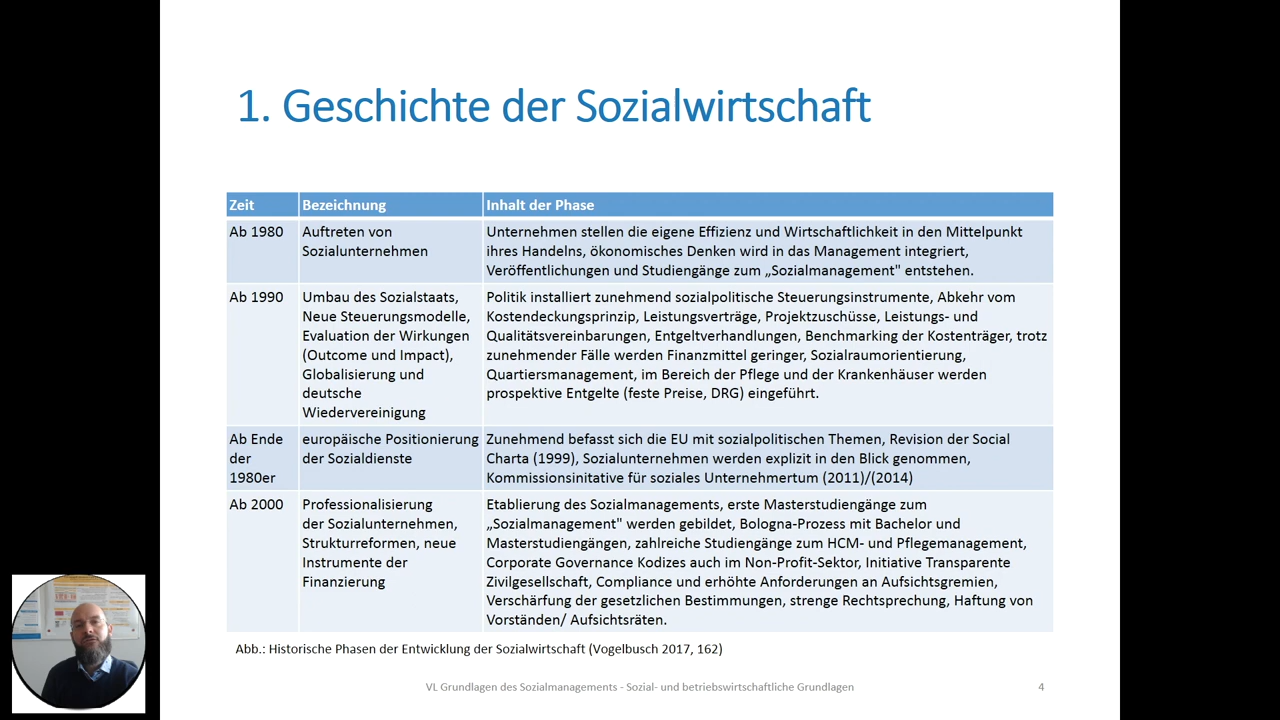 1. Geschichte der Sozialwirtschaft
Zeit
Bezeichnung
Inhalt der Phase
Ab 1980
Auftreten von
Sozialunternehmen
Unternehmen stellen die eigene Effizienz und Wirtschaftlichkeit in den Mittelpunkt
ihres Handelns, ökonomisches Denken wird in das Management integriert,
Veröffentlichungen und Studiengänge zum „Sozialmanagement" entstehen.
Ab 1990
Umbau des Sozialstaats,
Neue Steuerungsmodelle,
Evaluation der Wirkungen
(Outcome und Impact),
Globalisierung und
deutsche
Wiedervereinigung
Politik installiert zunehmend sozialpolitische Steuerungsinstrumente, Abkehr vom
Kostendeckungsprinzip, Leistungsverträge, Projektzuschüsse, Leistungs- und
Qualitätsvereinbarungen, Entgeltverhandlungen, Benchmarking der Kostenträger, trotz
zunehmender Fälle werden Finanzmittel geringer, Sozialraumorientierung,
Quartiersmanagement, im Bereich der Pflege und der Krankenhäuser werden
prospektive Entgelte (feste Preise, DRG) eingeführt.
Ab Ende
der
1980er
europäische Positionierung
der Sozialdienste
Zunehmend befasst sich die EU mit sozialpolitischen Themen, Revision der Social
Charta (1999), Sozialunternehmen werden explizit in den Blick genommen,
Kommissionsinitative für soziales Unternehmertum (2011)/(2014)
Ab 2000
Professionalisierung
der Sozialunternehmen,
Strukturreformen, neue
Instrumente der
Finanzierung
Etablierung des Sozialmanagements, erste Masterstudiengänge zum
„Sozialmanagement" werden gebildet, Bologna-Prozess mit Bachelor und
Masterstudiengängen, zahlreiche Studiengänge zum HCM- und Pflegemanagement,
Corporate Governance Kodizes auch im Non-Profit-Sektor, Initiative Transparente
Zivilgesellschaft, Compliance und erhöhte Anforderungen an Aufsichtsgremien,
Verschärfung der gesetzlichen Bestimmungen, strenge Rechtsprechung, Haftung von
Vorständen/ Aufsichtsräten.
Abb.: Historische Phasen der Entwicklung der Sozialwirtschaft (Vogelbusch 2017, 162)
VL Grundlagen des Sozialmanagements - Sozial- und betriebswirtschaftliche Grundlagen
4